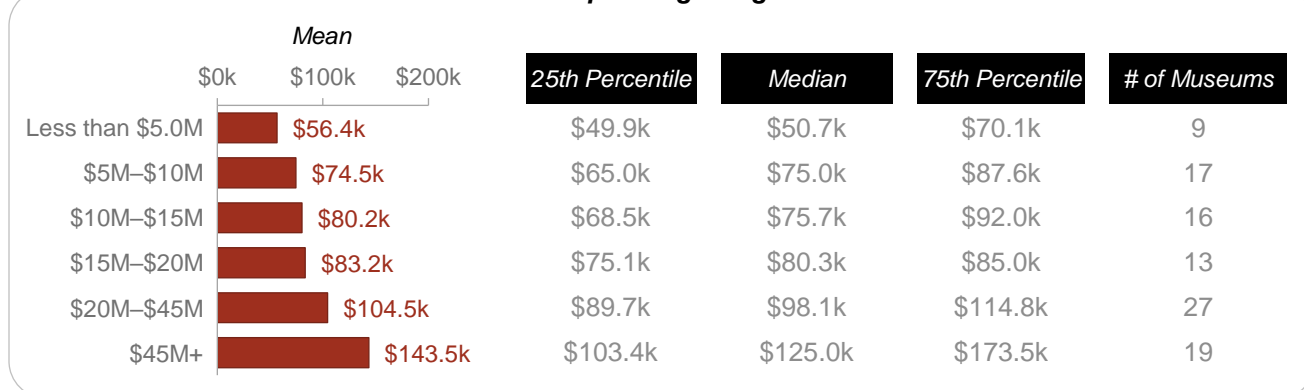 Mean
$0k $100k $200k 25th Percentile Median 75th Percentile # of Museums
Less than $5.0M $56.4k $49.9k $50.7k $70.1k 9
$5M–$10M $74.5k $65.0k $75.0k $87.6k 17
$10M–$15M $80.2k $68.5k $75.7k $92.0k 16
$15M–$20M $83.2k $75.1k $80.3k $85.0k 13
$20M–$45M $104.5k $89.7k $98.1k $114.8k 27
$45M+ $143.5k $103.4k $125.0k $173.5k 19